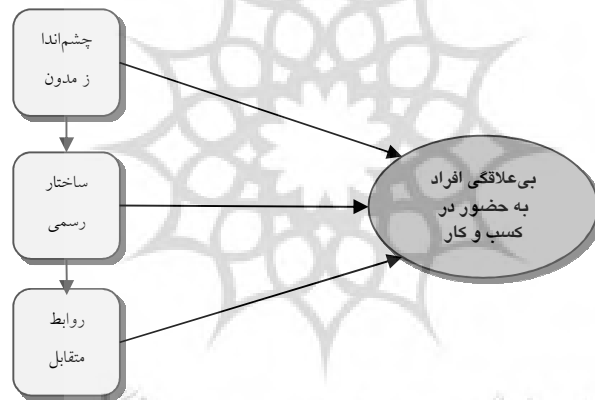 چشم‌اندا
ز مدون
ساختار
رسمی
روابط
متقابل
بی‌علاقگی افراد
به حضور در
کسب و کار